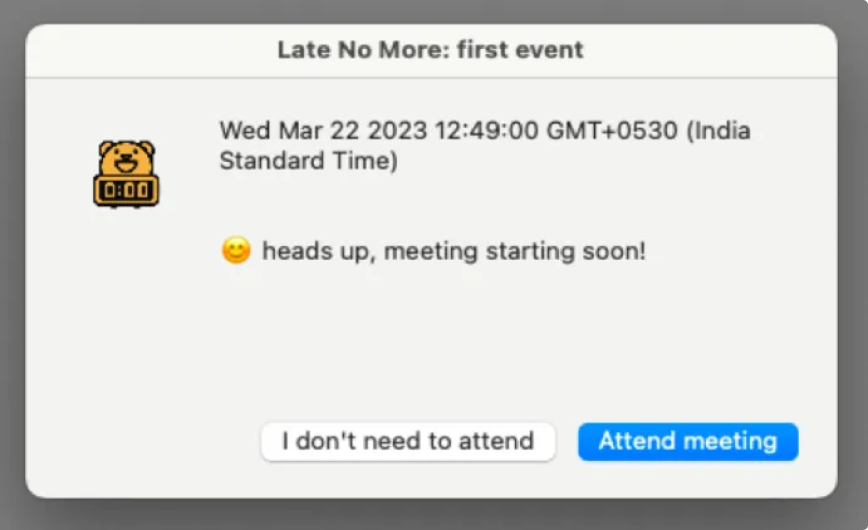 Late No More: first event
Wed Mar 22 2023 12:49:00 GMT+0530 (India
Standard Time)
0:00
😊 heads up, meeting starting soon!
I don't need to attend
Attend meeting